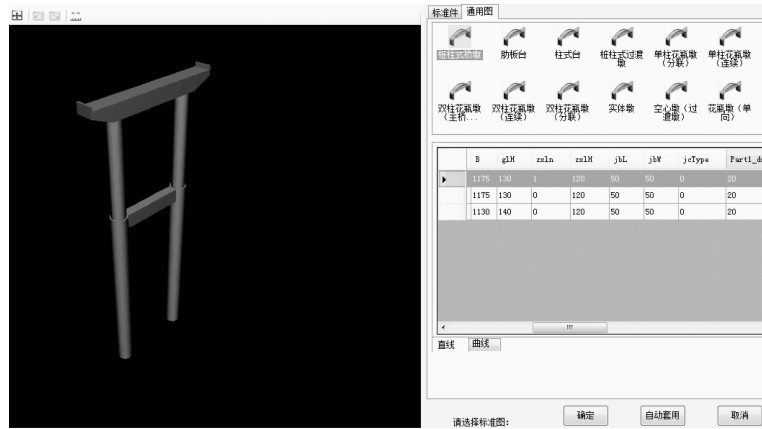 标准件 通用图
桩柱式桥墩 肋板台 柱式台 桩柱式过渡墩 单柱花瓶墩（分联） 单柱花瓶墩（连续）
双柱花瓶墩（主桥... 双柱花瓶墩（连续） 双柱花瓶墩（分联） 实体墩 空心墩（过渡墩） 花瓶墩（单向）
B glH zxln zxlH jbL jbW jcType Part1_d
1175 130 1 120 50 50 0 20
1175 130 0 120 50 50 0 20
1130 140 0 120 50 50 0 20
直线 曲线
请选择标准图: 确定 自动套用 取消